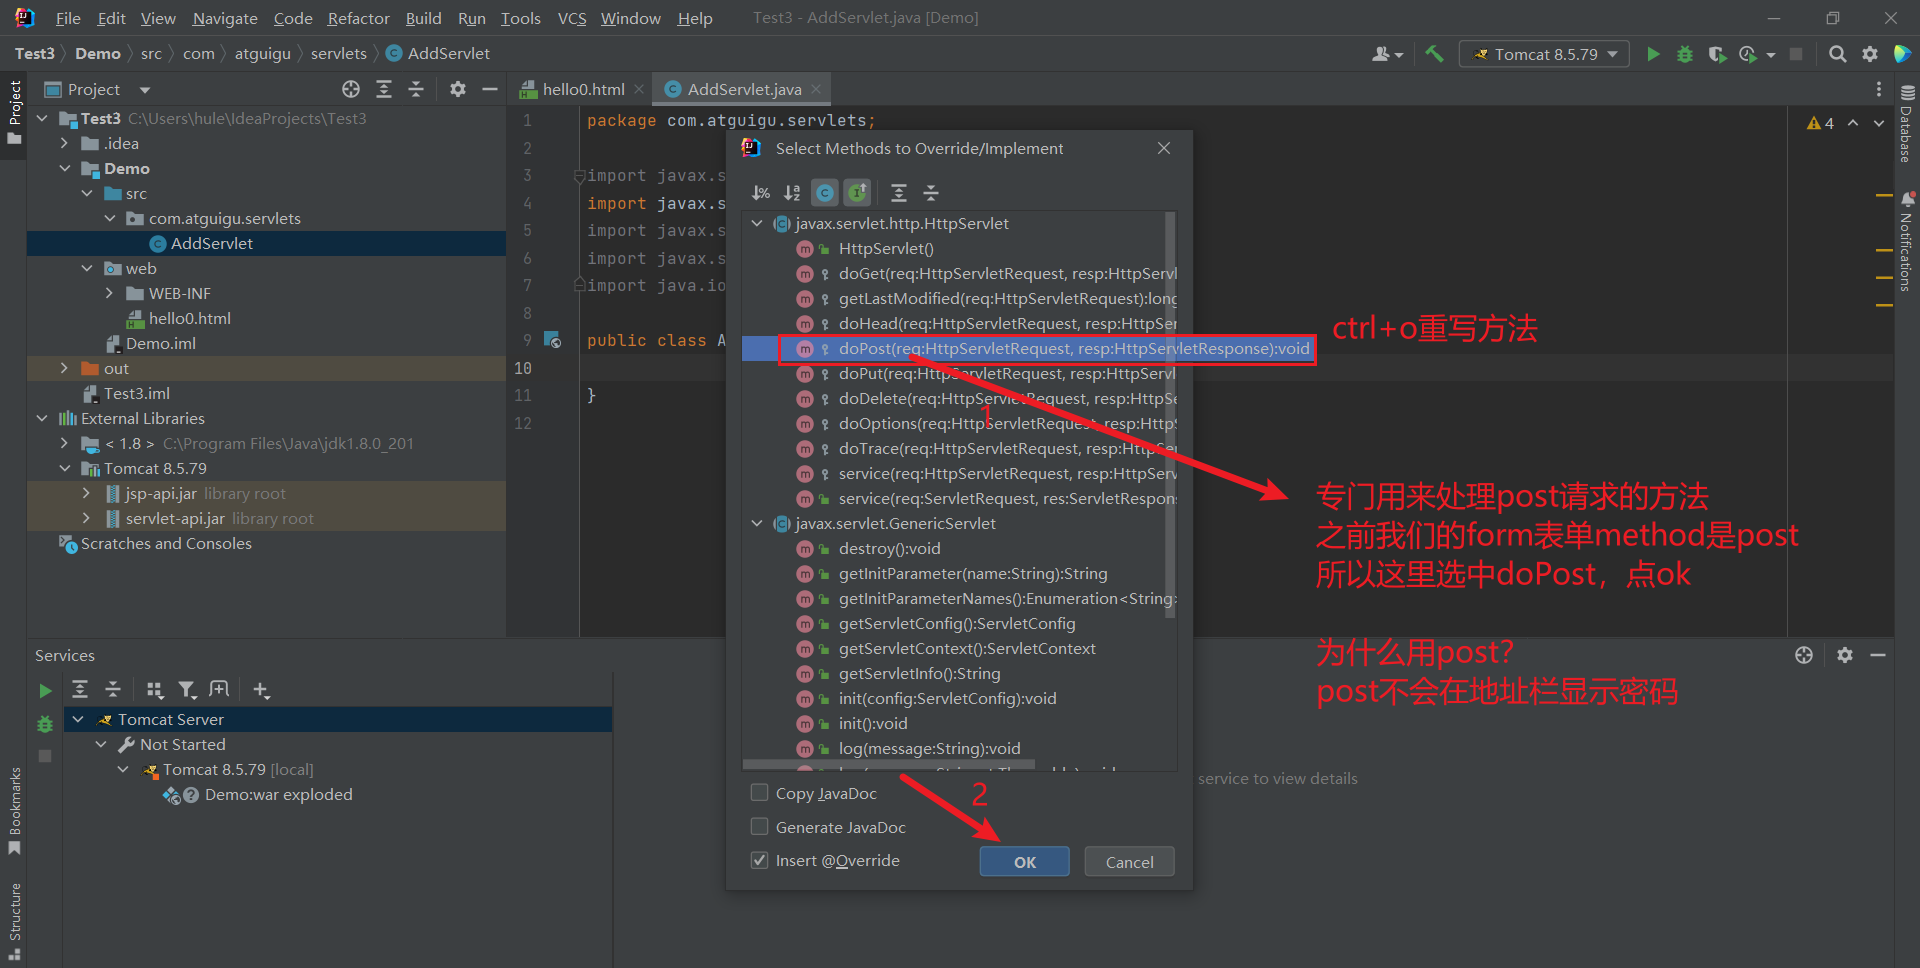 File Edit View Navigate Code Refactor Build Run Tools VCS Window Help Test3 - AddServlet.java [Demo]
Test3 Demo src com atguigu servlets AddServlet
Tomcat 8.5.79
Project
Project
Test3 C:\Users\hule\IdeaProjects\Test3
.idea
Demo
src
com.atguigu.servlets
AddServlet
web
WEB-INF
hello0.html
Demo.iml
out
Test3.iml
External Libraries
< 1.8 > C:\Program Files\Java\jdk1.8.0_201
Tomcat 8.5.79
jsp-api.jar library root
servlet-api.jar library root
Scratches and Consoles
hello0.html AddServlet.java
4
1 package com.atguigu.servlets;
2
3 import javax.s
4 import javax.s
5 import javax.s
6 import javax.s
7 import java.io
8
9 public class A
10
11 }
12
Database
Notifications
Select Methods to Override/Implement
javax.servlet.http.HttpServlet
HttpServlet()
doGet(req:HttpServletRequest, resp:HttpServl
getLastModified(req:HttpServletRequest):long
doHead(req:HttpServletRequest, resp:HttpSer
doPost(req:HttpServletRequest, resp:HttpServletResponse):void
doPut(req:HttpServletRequest, resp:HttpServl
doDelete(req:HttpServletRequest, resp:HttpSe
doOptions(req:HttpServletRequest, resp:HttpS
doTrace(req:HttpServletRequest, resp:HttpSer
service(req:HttpServletRequest, resp:HttpServ
service(req:ServletRequest, res:ServletRespon
javax.servlet.GenericServlet
destroy():void
getInitParameter(name:String):String
getInitParameterNames():Enumeration<String>
getServletConfig():ServletConfig
getServletContext():ServletContext
getServletInfo():String
init(config:ServletConfig):void
init():void
log(message:String):void
Copy JavaDoc
Generate JavaDoc
Insert @Override
OK Cancel
ctrl+o重写方法
1
专门用来处理post请求的方法
之前我们的form表单method是post
所以这里选中doPost，点ok
为什么用post？
post不会在地址栏显示密码
2
Services
Tomcat Server
Not Started
Tomcat 8.5.79 [local]
Demo:war exploded
service to view details
Bookmarks
Structure